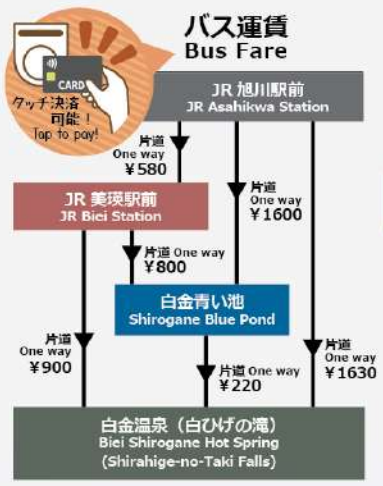 バス運賃
Bus Fare
CARD
タッチ決済
可能！
Tap to pay!
JR 旭川駅前
JR Asahikwa Station
片道
One way
¥580
片道
One way
¥1600
JR 美瑛駅前
JR Biei Station
片道 One way
¥800
白金青い池
Shirogane Blue Pond
片道
One way
¥900
片道 One way
¥220
片道
One way
¥1630
白金温泉（白ひげの滝）
Biei Shirogane Hot Spring
(Shirahige-no-Taki Falls)